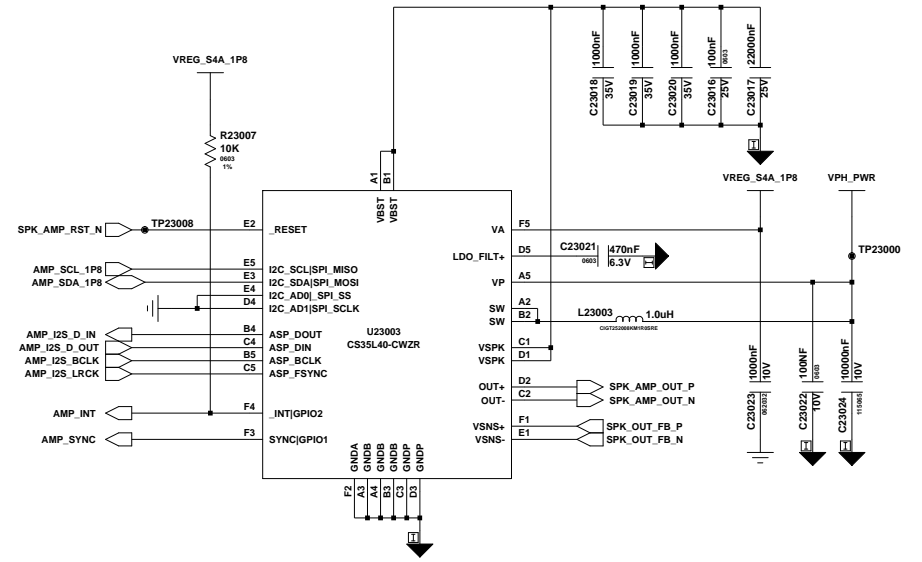 1000nF
C23018
35V
1000nF
C23019
35V
1000nF
C23020
35V
100nF
0603
C23016
25V
22000nF
C23017
25V
VREG_S4A_1P8
R23007
10K
0603
1%
I
VREG_S4A_1P8
VPH_PWR
A1
B1
VBST
VBST
SPK_AMP_RST_N
TP23008
E2
_RESET
VA
F5
TP23000
LDO_FILT+
D5
C23021
0603
470nF
6.3V
I
AMP_SCL_1P8
E5
I2C_SCL|SPI_MISO
AMP_SDA_1P8
E3
I2C_SDA|SPI_MOSI
VP
A5
E4
I2C_AD0|_SPI_SS
D4
I2C_AD1|SPI_SCLK
SW
A2
SW
B2
L23003
1.0uH
CIGT252008KM1R0SRE
U23003
CS35L40-CWZR
AMP_I2S_D_IN
B4
ASP_DOUT
AMP_I2S_D_OUT
C4
ASP_DIN
AMP_I2S_BCLK
B5
ASP_BCLK
AMP_I2S_LRCK
C5
ASP_FSYNC
VSPK
C1
VSPK
D1
OUT+
D2
SPK_AMP_OUT_P
OUT-
C2
SPK_AMP_OUT_N
AMP_INT
F4
_INT|GPIO2
VSNS+
F1
SPK_OUT_FB_P
AMP_SYNC
F3
SYNC|GPIO1
VSNS-
E1
SPK_OUT_FB_N
10000nF
C23023
10V
062032
100NF
0603
C23022
10V
10000nF
C23024
10V
115065
I
I
GNDA
GNDB
GNDB
GNDB
GNDP
GNDP
F2
A3
A4
B3
C3
D3
I